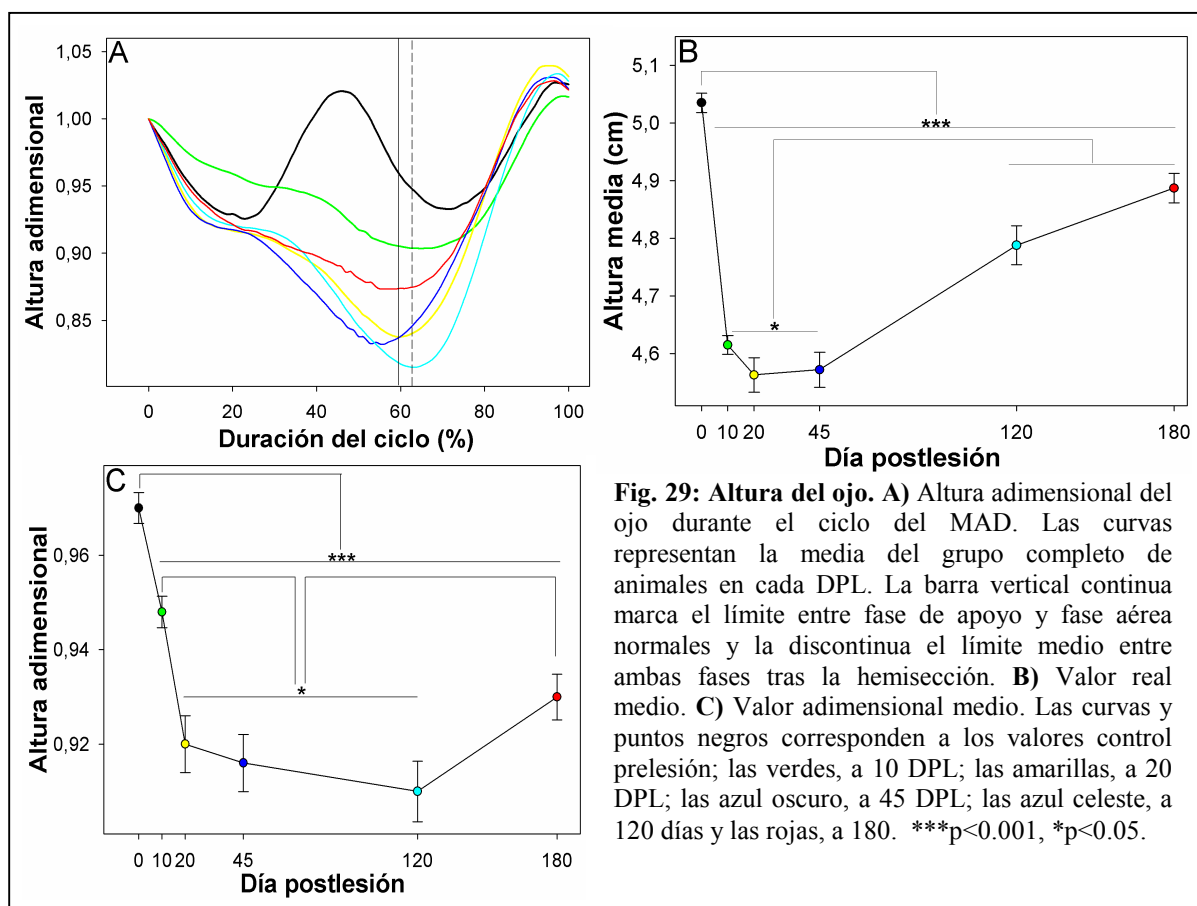 A
1,05
1,00
0,95
0,90
0,85
Altura adimensional
0 20 40 60 80 100
Duración del ciclo (%)
B
5,1
5,0
4,9
4,8
4,7
4,6
Altura media (cm)
***
*
0 10 20 45 120 180
Día postlesión
C
0,96
0,94
0,92
Altura adimensional
***
*
0 10 20 45 120 180
Día postlesión
Fig. 29: Altura del ojo. A) Altura adimensional del
ojo durante el ciclo del MAD. Las curvas
representan la media del grupo completo de
animales en cada DPL. La barra vertical continua
marca el límite entre fase de apoyo y fase aérea
normales y la discontinua el límite medio entre
ambas fases tras la hemisección. B) Valor real
medio. C) Valor adimensional medio. Las curvas y
puntos negros corresponden a los valores control
prelesión; las verdes, a 10 DPL; las amarillas, a 20
DPL; las azul oscuro, a 45 DPL; las azul celeste, a
120 días y las rojas, a 180. ***p<0.001, *p<0.05.